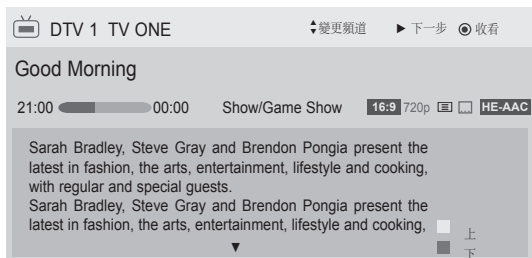 DTV 1 TV ONE ▲▼變更頻道 ► 下一步 ◉ 收看
Good Morning
21:00 00:00 Show/Game Show 16:9 720p HE-AAC
Sarah Bradley, Steve Gray and Brendon Pongia present the
latest in fashion, the arts, entertainment, lifestyle and cooking,
with regular and special guests.
Sarah Bradley, Steve Gray and Brendon Pongia present the
latest in fashion, the arts, entertainment, lifestyle and cooking,
▼
上
下